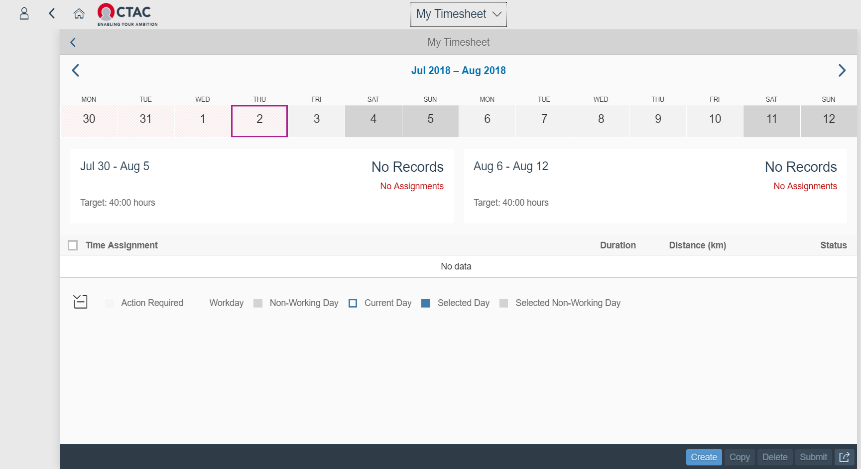 CTAC
ENABLING YOUR AMBITION
My Timesheet
My Timesheet
Jul 2018 – Aug 2018
MON TUE WED THU FRI SAT SUN MON TUE WED THU FRI SAT SUN
30 31 1 2 3 4 5 6 7 8 9 10 11 12
Jul 30 - Aug 5 No Records Aug 6 - Aug 12 No Records
No Assignments No Assignments
Target: 40:00 hours Target: 40:00 hours
Time Assignment Duration Distance (km) Status
No data
Action Required Workday Non-Working Day Current Day Selected Day Selected Non-Working Day
Create Copy Delete Submit